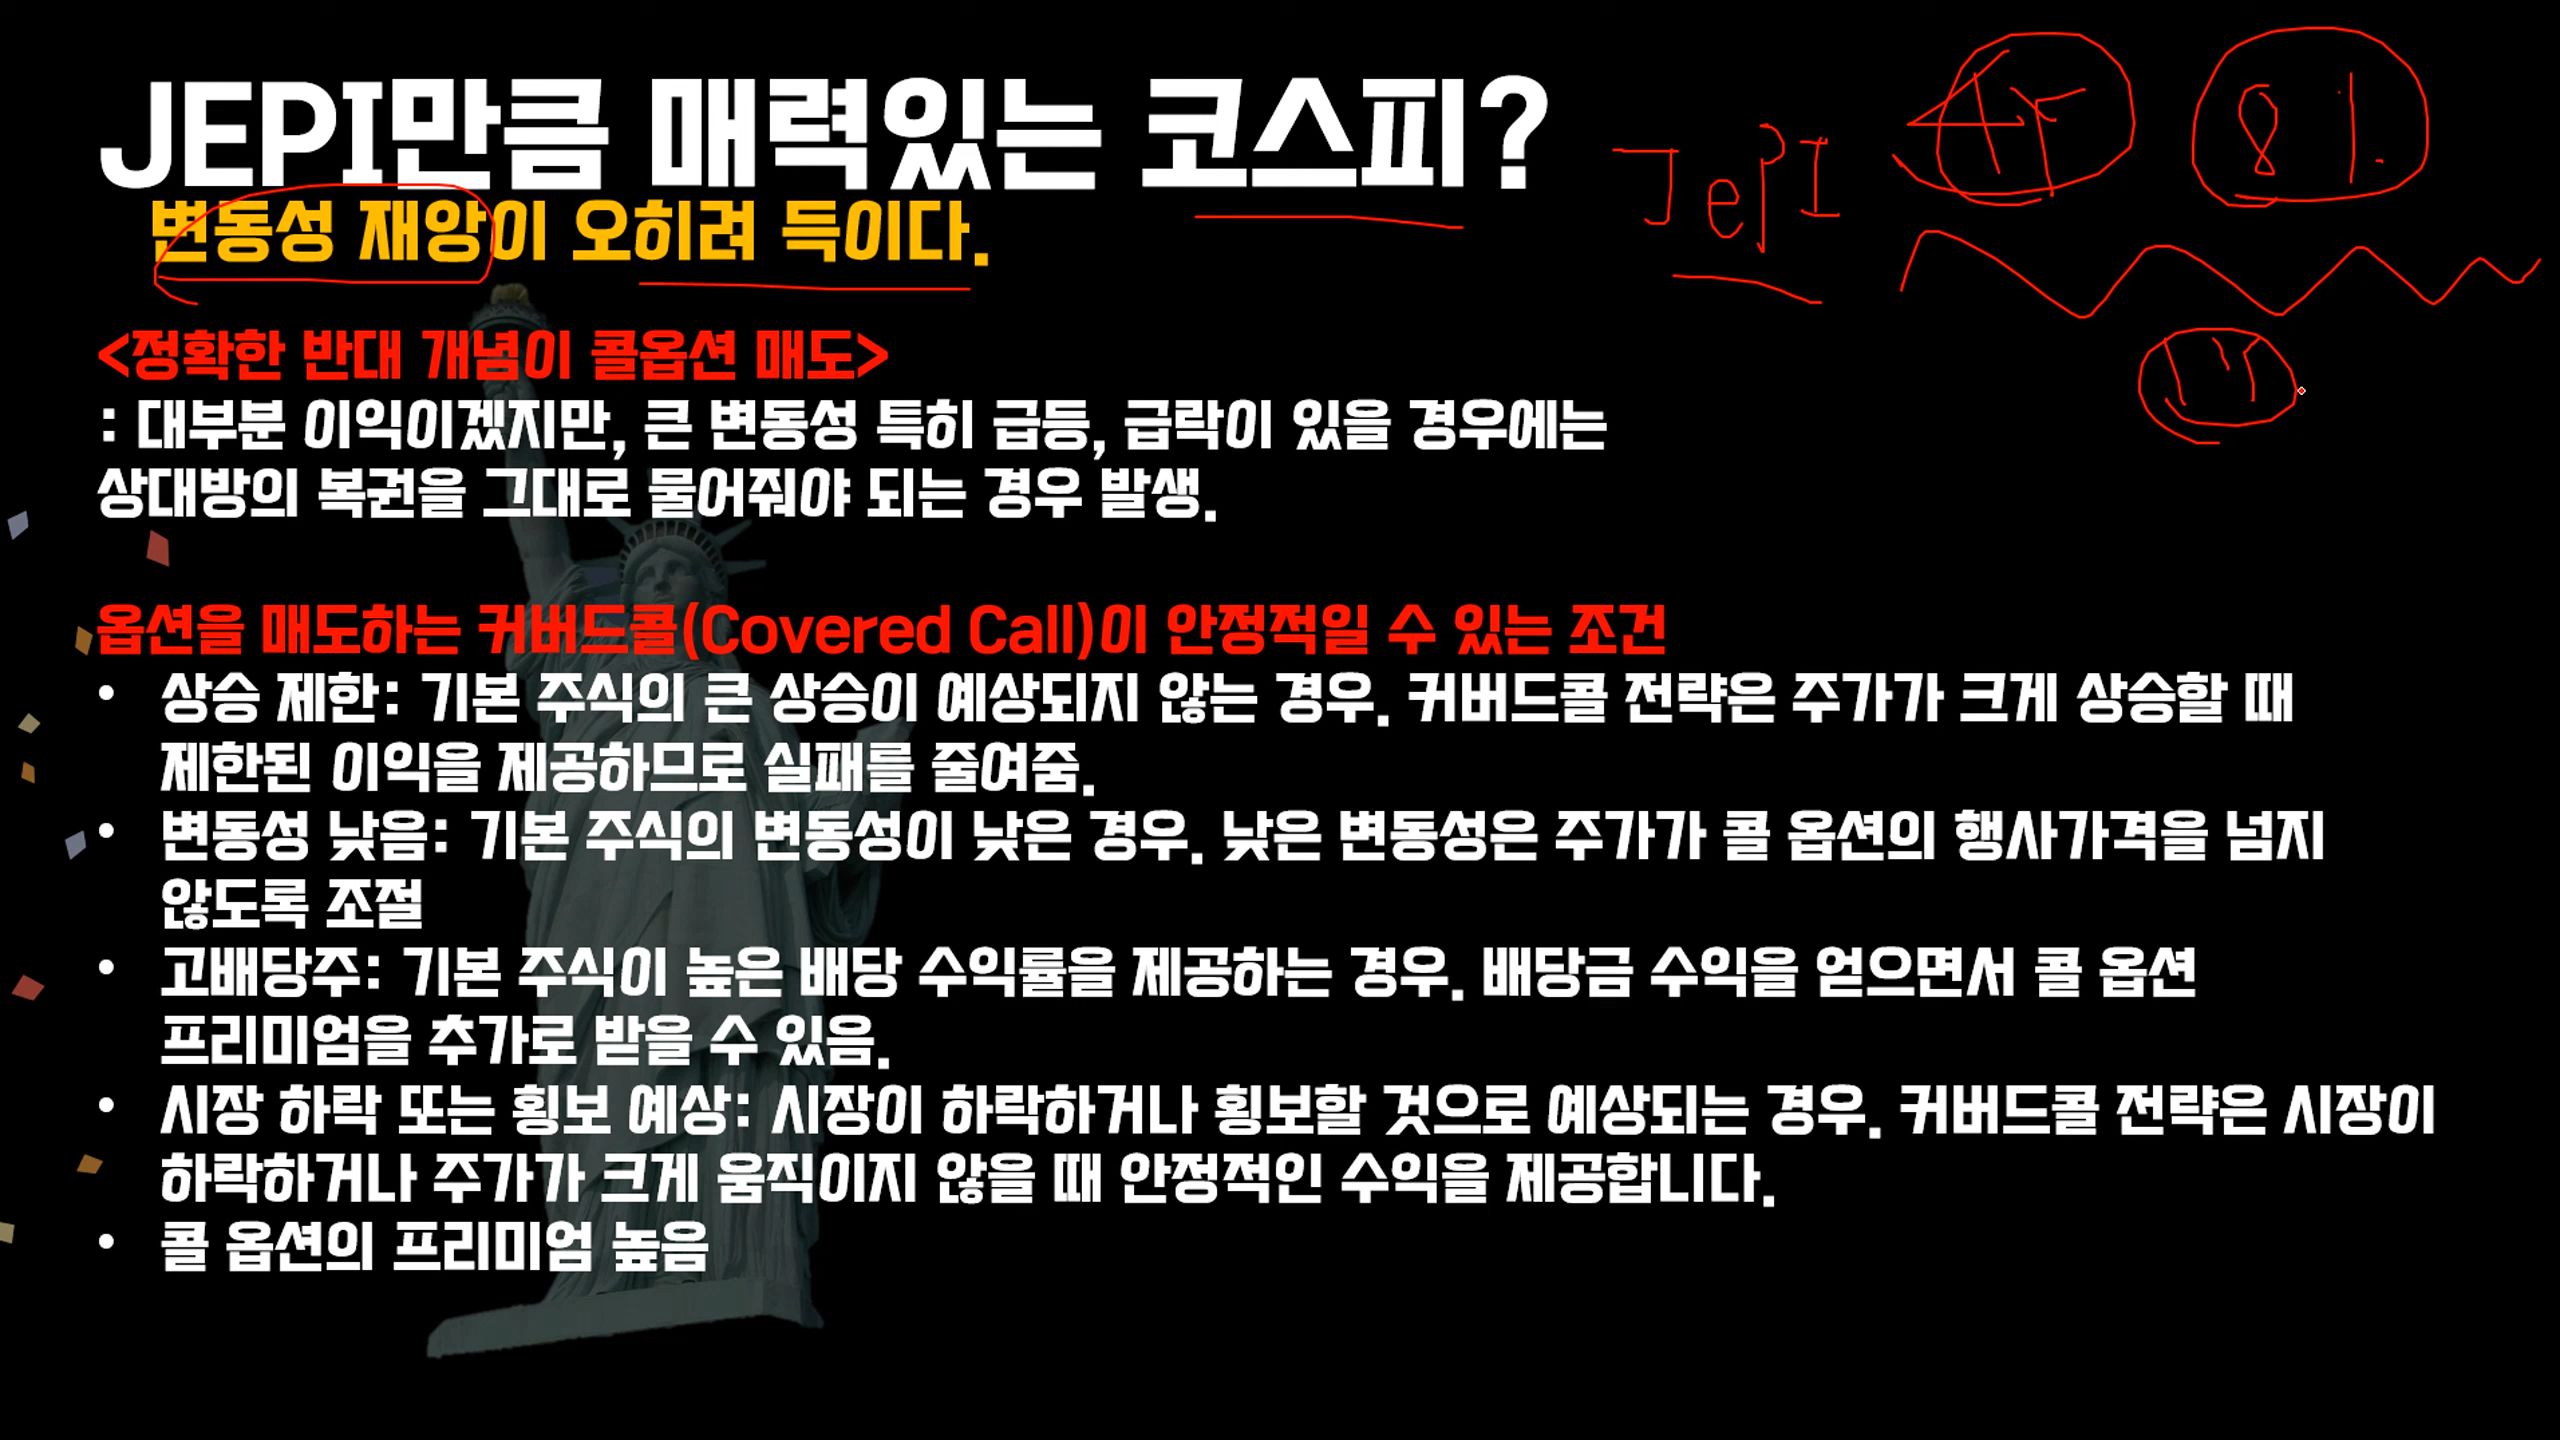 JEPI만큼 매력있는 코스피?
변동성 재앙이 오히려 득이다.
JePI
81.
<정확한 반대 개념이 콜옵션 매도>
: 대부분 이익이겠지만, 큰 변동성 특히 급등, 급락이 있을 경우에는
상대방의 복권을 그대로 물어줘야 되는 경우 발생.
옵션을 매도하는 커버드콜(Covered Call)이 안정적일 수 있는 조건
• 상승 제한: 기본 주식의 큰 상승이 예상되지 않는 경우. 커버드콜 전략은 주가가 크게 상승할 때
제한된 이익을 제공하므로 실패를 줄여줌.
• 변동성 낮음: 기본 주식의 변동성이 낮은 경우. 낮은 변동성은 주가가 콜 옵션의 행사가격을 넘지
않도록 조절
• 고배당주: 기본 주식이 높은 배당 수익률을 제공하는 경우. 배당금 수익을 얻으면서 콜 옵션
프리미엄을 추가로 받을 수 있음.
• 시장 하락 또는 횡보 예상: 시장이 하락하거나 횡보할 것으로 예상되는 경우. 커버드콜 전략은 시장이
하락하거나 주가가 크게 움직이지 않을 때 안정적인 수익을 제공합니다.
• 콜 옵션의 프리미엄 높음